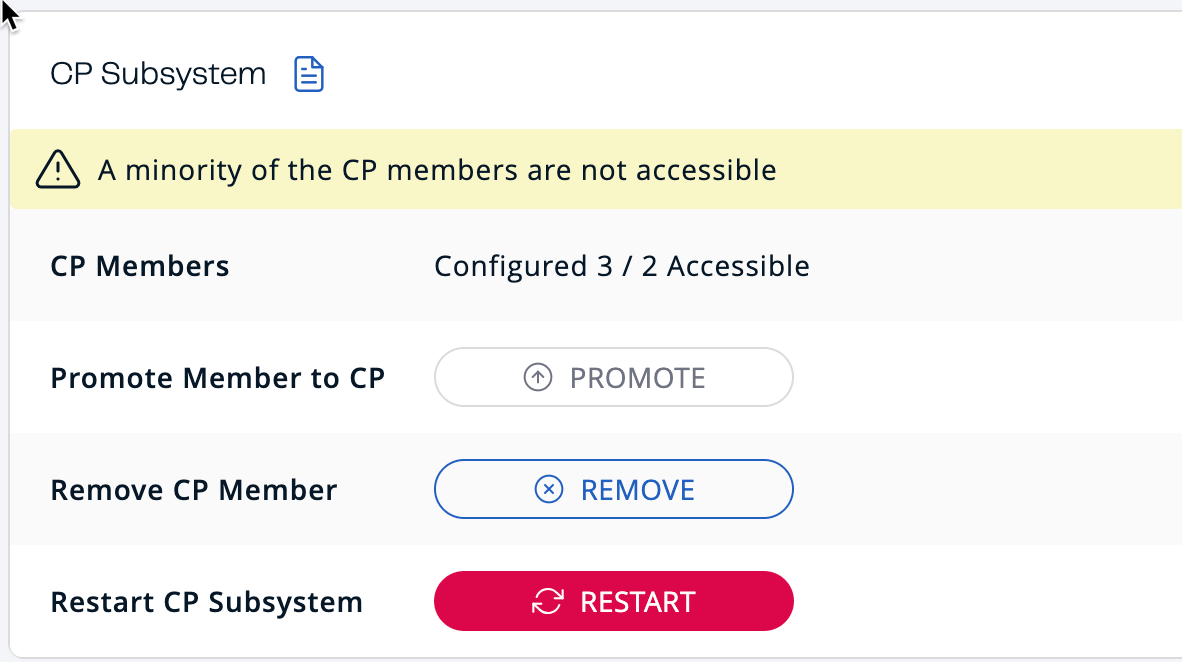 CP Subsystem
A minority of the CP members are not accessible
CP Members Configured 3 / 2 Accessible
Promote Member to CP PROMOTE
Remove CP Member REMOVE
Restart CP Subsystem RESTART